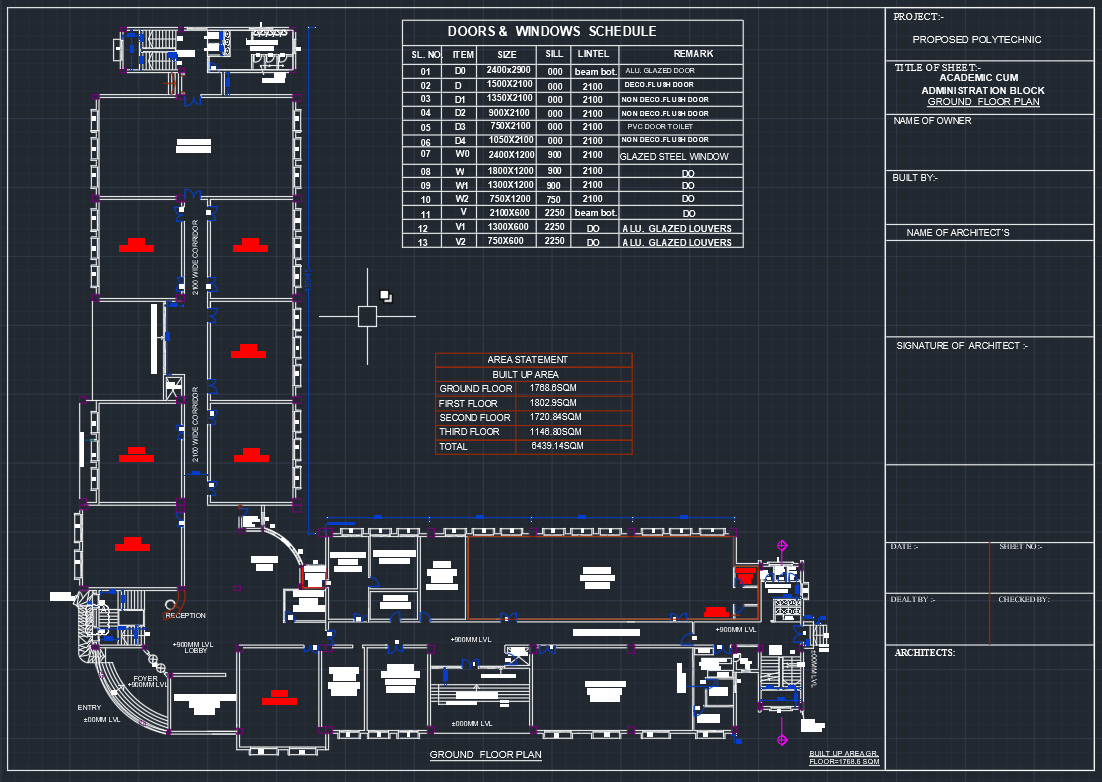 DOORS & WINDOWS SCHEDULE
SL. NO. ITEM SIZE SILL LINTEL REMARK
01 D0 2400x2900 000 beam bot. ALU. GLAZED DOOR
02 D 1500X2100 000 2100 DECO.FLUSH DOOR
03 D1 1350X2100 000 2100 NON DECO.FLUSH DOOR
04 D2 900X2100 000 2100 NON DECO.FLUSH DOOR
05 D3 750X2100 000 2100 PVC DOOR TOILET
06 D4 1050X2100 000 2100 NON DECO.FLUSH DOOR
07 W0 2400X1200 900 2100 GLAZED STEEL WINDOW
08 W 1800X1200 900 2100 DO
09 W1 1300X1200 900 2100 DO
10 W2 750X1200 750 2100 DO
11 V 2100X600 2250 beam bot. DO
12 V1 1300X600 2250 DO ALU. GLAZED LOUVERS
13 V2 750X600 2250 DO ALU. GLAZED LOUVERS
AREA STATEMENT
BUILT UP AREA
GROUND FLOOR 1768.6SQM
FIRST FLOOR 1802.9SQM
SECOND FLOOR 1720.84SQM
THIRD FLOOR 1146.80SQM
TOTAL 6439.14SQM
2100 WIDE CORRIDOR
2100 WIDE CORRIDOR
RECEPTION
+900MM LVL
LOBBY
FOYER
+900MM LVL
ENTRY
±00MM LVL
+900MM LVL
+900MM LVL
±000MM LVL
GROUND FLOOR PLAN
BUILT UP AREA GR.
FLOOR=1768.6 SQM
PROJECT:-
PROPOSED POLYTECHNIC
TITLE OF SHEET:-
ACADEMIC CUM
ADMINISTRATION BLOCK
GROUND FLOOR PLAN
NAME OF OWNER
BUILT BY:-
NAME OF ARCHITECT'S
SIGNATURE OF ARCHITECT :-
DATE :- SHEET NO :-
DEALT BY :- CHECKED BY:
ARCHITECTS: